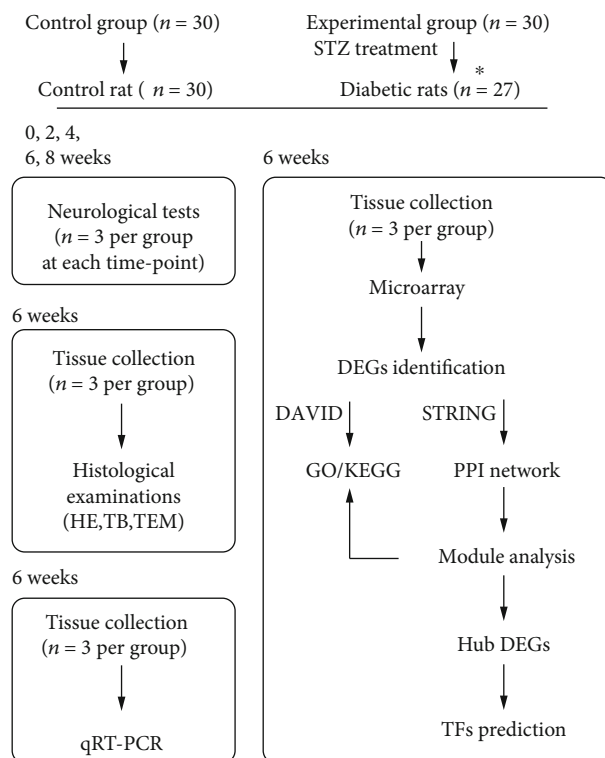 Control group (n = 30)
Experimental group (n = 30)
STZ treatment
*
Control rat ( n = 30)
Diabetic rats (n = 27)
0, 2, 4,
6, 8 weeks
Neurological tests
(n = 3 per group
at each time-point)
6 weeks
Tissue collection
(n = 3 per group)
Histological
examinations
(HE,TB,TEM)
6 weeks
Tissue collection
(n = 3 per group)
qRT-PCR
6 weeks
Tissue collection
(n = 3 per group)
Microarray
DEGs identification
DAVID
STRING
GO/KEGG
PPI network
Module analysis
Hub DEGs
TFs prediction